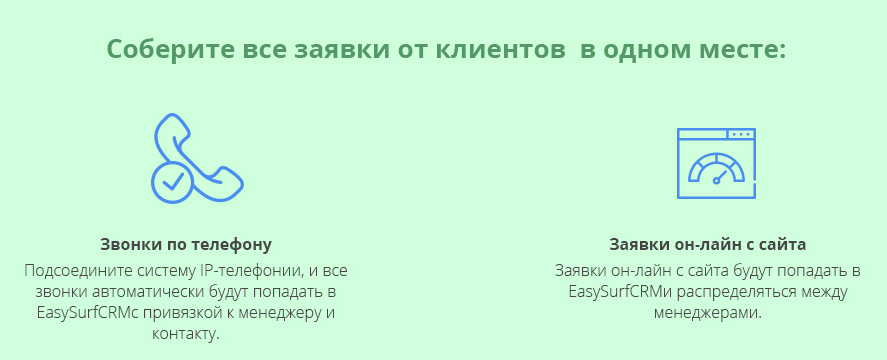 Соберите все заявки от клиентов  в одном месте:
Звонки по телефону
Подсоедините систему IP-телефонии, и все
звонки автоматически будут попадать в
EasySurfCRMс привязкой к менеджеру и
контакту.
Заявки он-лайн с сайта
Заявки он-лайн с сайта будут попадать в
EasySurfCRMи распределяться между
менеджерами.